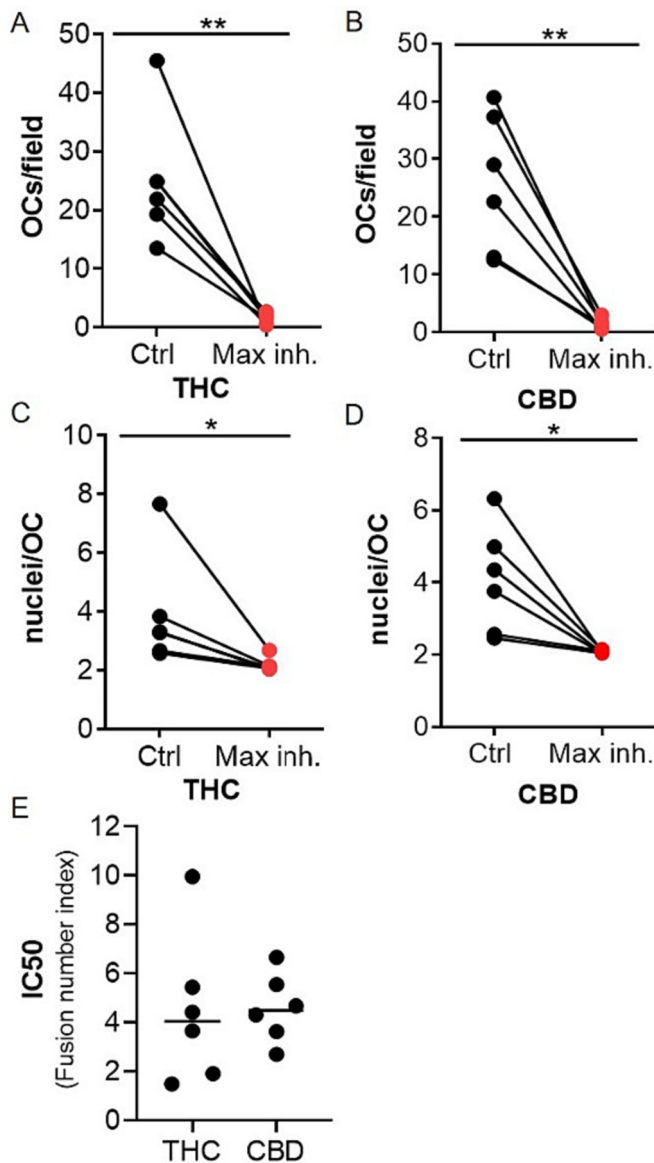 A
**
50
40
30
20
10
0
OCs/field
Ctrl Max inh.
THC
B
**
50
40
30
20
10
0
OCs/field
Ctrl Max inh.
CBD
C
*
10
8
6
4
2
0
nuclei/OC
Ctrl Max inh.
THC
D
*
8
6
4
2
0
nuclei/OC
Ctrl Max inh.
CBD
E
12
10
8
6
4
2
0
IC50
(Fusion number index)
THC CBD